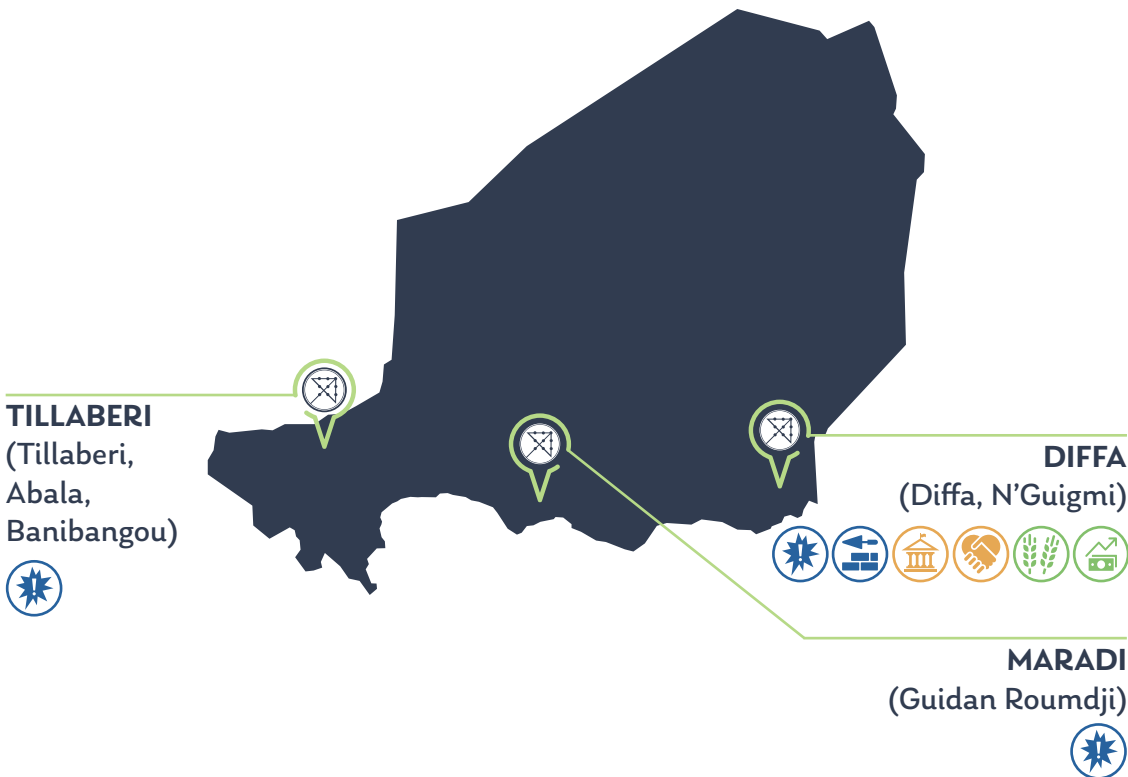 TILLABERI
(Tillaberi,
Abala,
Banibangou)
DIFFA
(Diffa, N’Guigmi)
MARADI
(Guidan Roumdji)